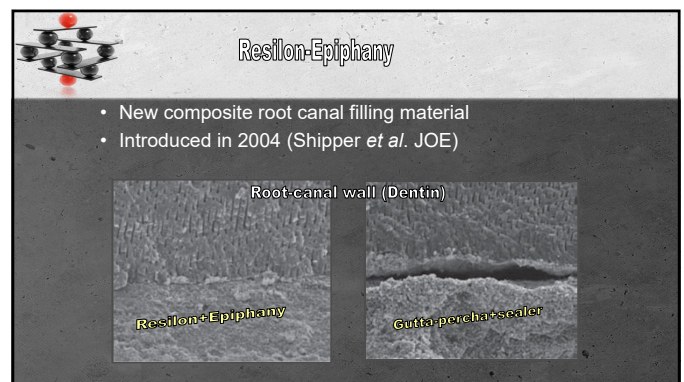 Resilon-Epiphany
• New composite root canal filling material
• Introduced in 2004 (Shipper et al. JOE)
Root-canal wall (Dentin)
Resilon+Epiphany
Gutta-percha+sealer